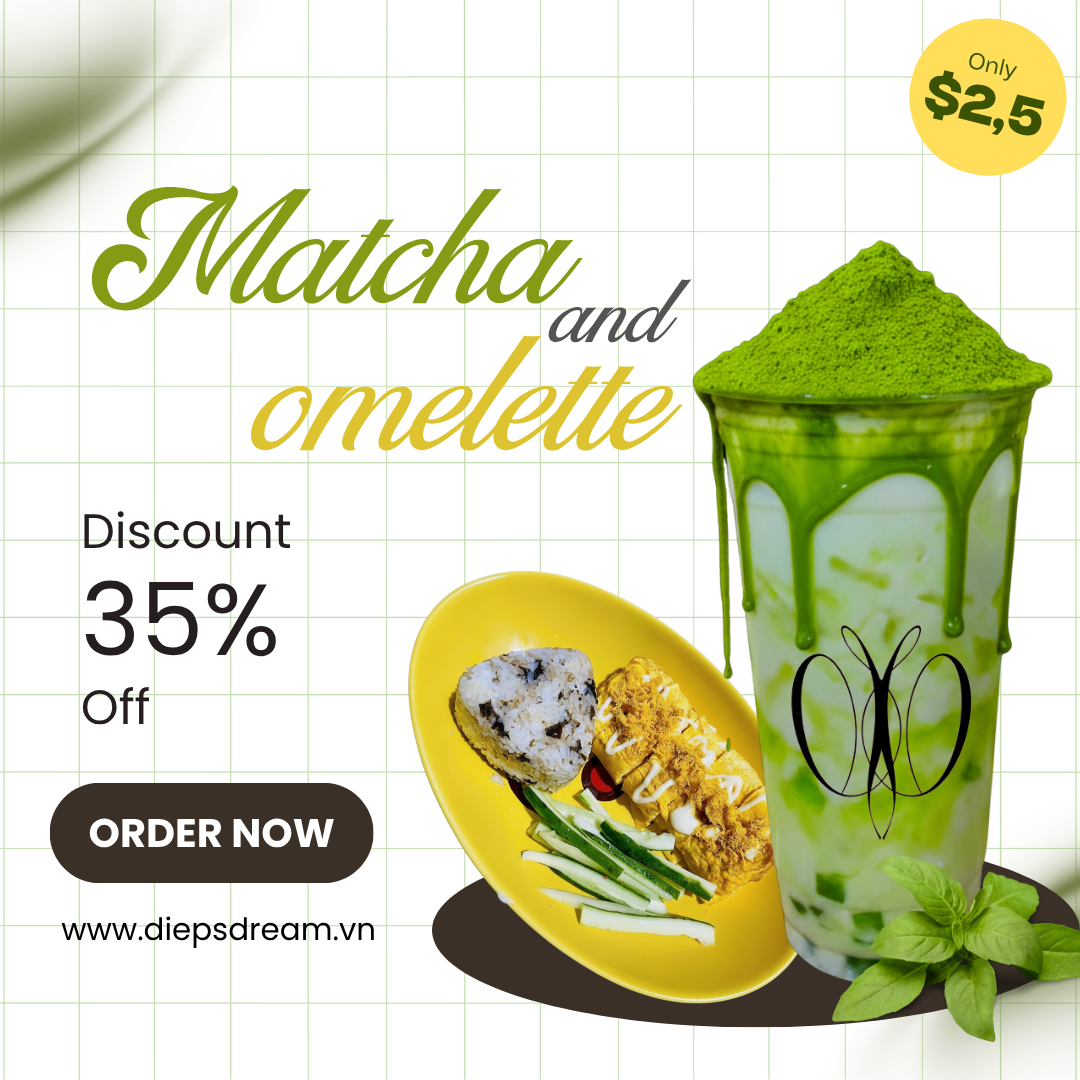 Only
$2,5
Matcha
and
omelette
Discount
35%
Off
ORDER NOW
www.diepsdream.vn